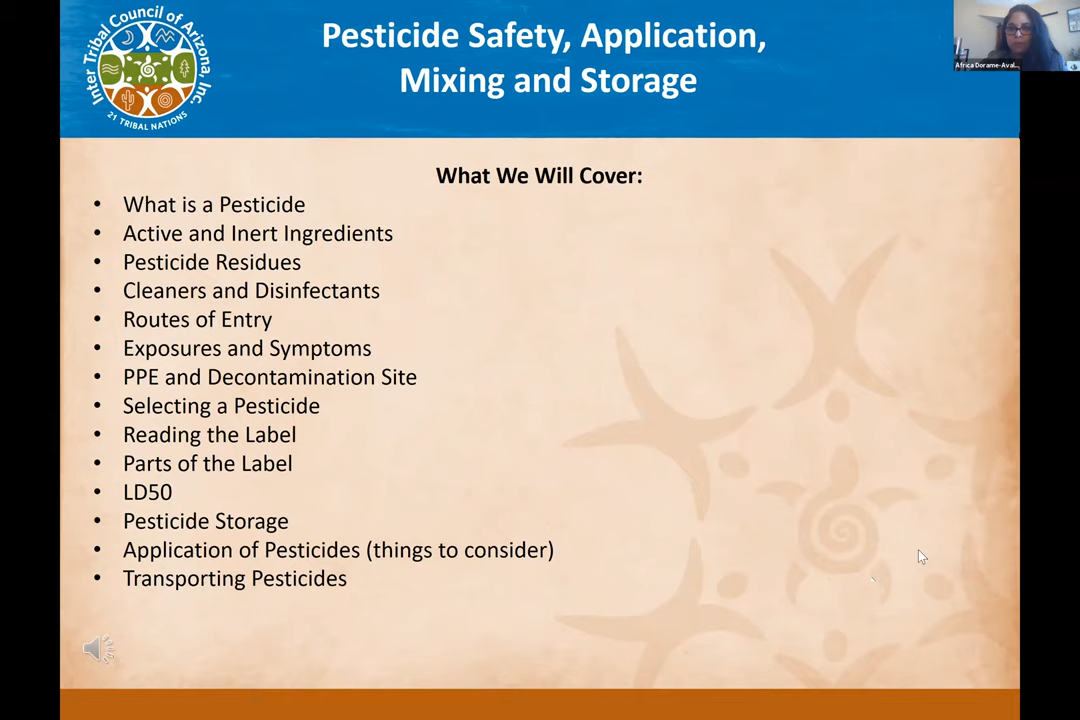 Inter Tribal Council of Arizona, Inc.
21 TRIBAL NATIONS
Pesticide Safety, Application,
Mixing and Storage
Africa Dorame-Aval...
What We Will Cover:
• What is a Pesticide
• Active and Inert Ingredients
• Pesticide Residues
• Cleaners and Disinfectants
• Routes of Entry
• Exposures and Symptoms
• PPE and Decontamination Site
• Selecting a Pesticide
• Reading the Label
• Parts of the Label
• LD50
• Pesticide Storage
• Application of Pesticides (things to consider)
• Transporting Pesticides